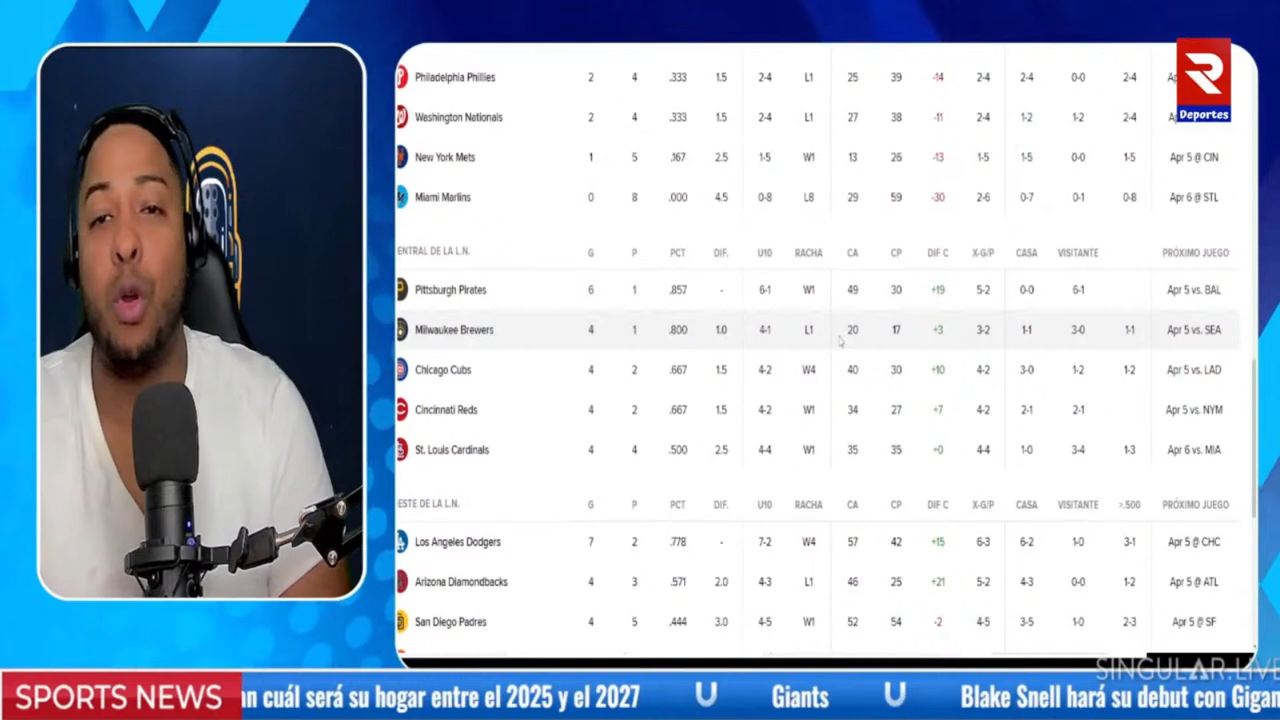 Philadelphia Phillies 2 4 .333 1.5 2-4 L1 25 39 -14 2-4 2-4 0-0 2-4
Washington Nationals 2 4 .333 1.5 2-4 L1 27 38 -11 2-4 1-2 1-2 2-4
New York Mets 1 5 .167 2.5 1-5 W1 13 26 -13 1-5 1-5 0-0 1-5 Apr 5 @ CIN
Miami Marlins 0 8 .000 4.5 0-8 L8 29 59 -30 2-6 0-7 0-1 0-8 Apr 6 @ STL
ENTRAL DE LA L.N. G P PCT DIF. U10 RACHA CA CP DIF C X-G/P CASA VISITANTE PRÓXIMO JUEGO
Pittsburgh Pirates 6 1 .857 - 6-1 W1 49 30 +19 5-2 0-0 6-1 Apr 5 vs. BAL
Milwaukee Brewers 4 1 .800 1.0 4-1 L1 20 17 +3 3-2 1-1 3-0 1-1 Apr 5 vs. SEA
Chicago Cubs 4 2 .667 1.5 4-2 W4 40 30 +10 4-2 3-0 1-2 1-2 Apr 5 vs. LAD
Cincinnati Reds 4 2 .667 1.5 4-2 W1 34 27 +7 4-2 2-1 2-1 Apr 5 vs. NYM
St. Louis Cardinals 4 4 .500 2.5 4-4 W1 35 35 +0 4-4 1-0 3-4 1-3 Apr 6 vs. MIA
ESTE DE LA L.N. G P PCT DIF. U10 RACHA CA CP DIF C X-G/P CASA VISITANTE >.500 PRÓXIMO JUEGO
Los Angeles Dodgers 7 2 .778 - 7-2 W4 57 42 +15 6-3 6-2 1-0 3-1 Apr 5 @ CHC
Arizona Diamondbacks 4 3 .571 2.0 4-3 L1 46 25 +21 5-2 4-3 0-0 1-2 Apr 5 @ ATL
San Diego Padres 4 5 .444 3.0 4-5 W1 52 54 -2 4-5 3-5 1-0 2-3 Apr 5 @ SF
R
Deportes
SINGULAR.LIVE
SPORTS NEWS
an cuál será su hogar entre el 2025 y el 2027 Giants Blake Snell hará su debut con Gigan